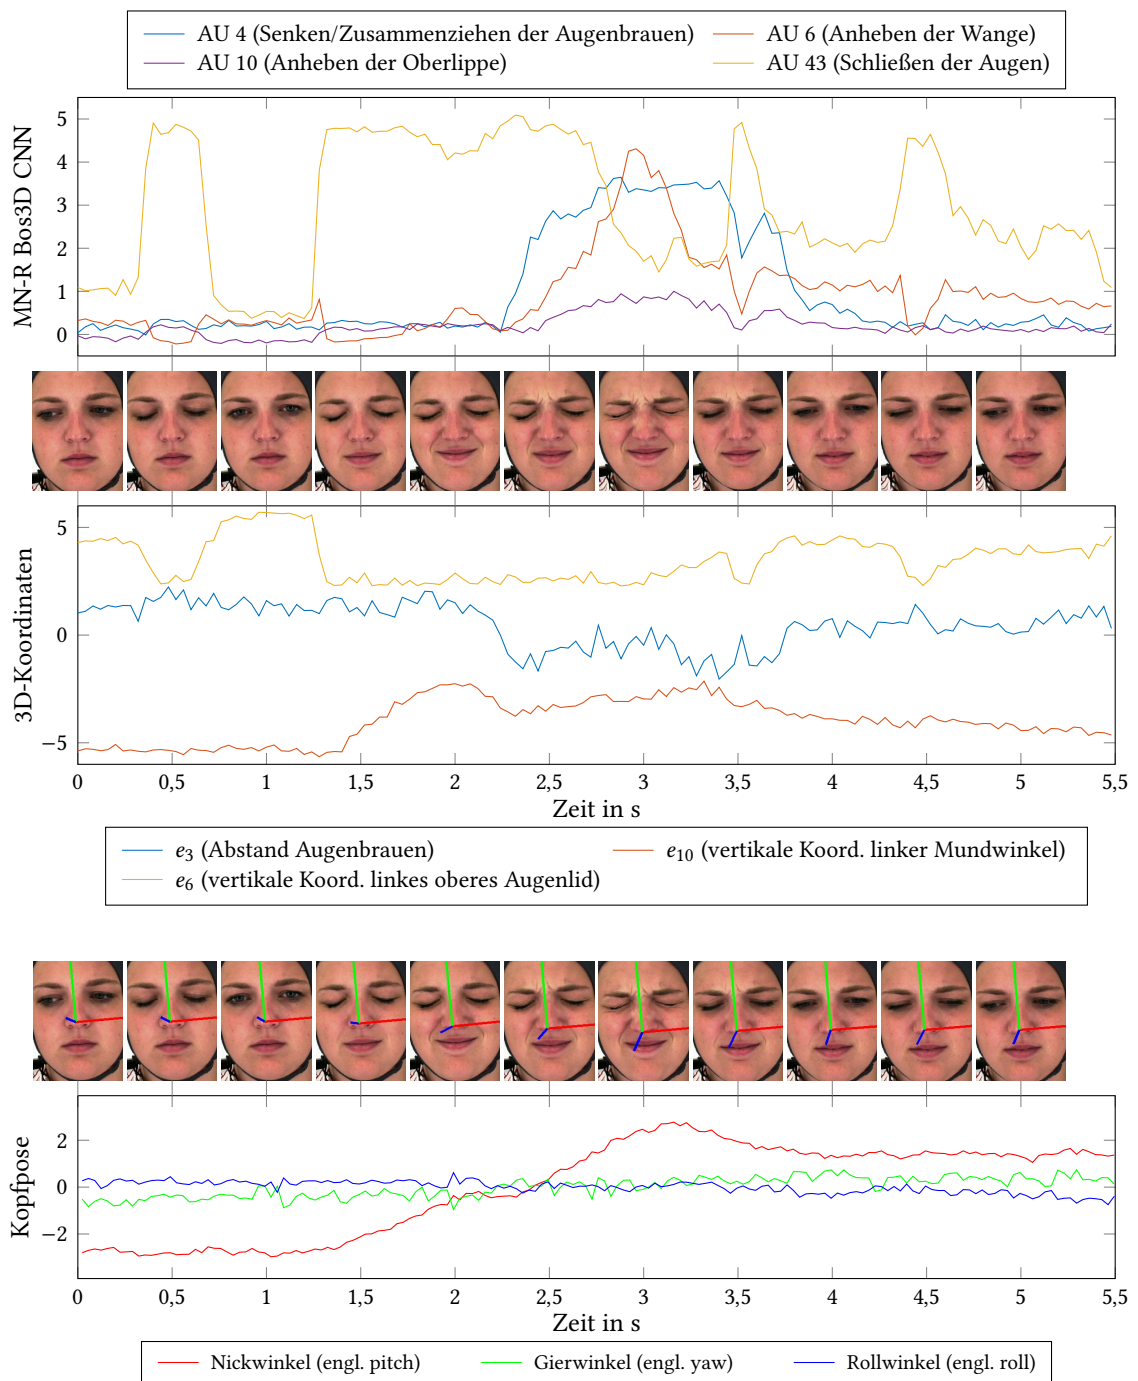 AU 4 (Senken/Zusammenziehen der Augenbrauen) AU 6 (Anheben der Wange)
AU 10 (Anheben der Oberlippe) AU 43 (Schließen der Augen)
MN-R Bos3D CNN
5
4
3
2
1
0
3D-Koordinaten
5
0
−5
0 0,5 1 1,5 2 2,5 3 3,5 4 4,5 5 5,5
Zeit in s
e3 (Abstand Augenbrauen) e10 (vertikale Koord. linker Mundwinkel)
e6 (vertikale Koord. linkes oberes Augenlid)
Kopfpose
2
0
−2
0 0,5 1 1,5 2 2,5 3 3,5 4 4,5 5 5,5
Zeit in s
Nickwinkel (engl. pitch) Gierwinkel (engl. yaw) Rollwinkel (engl. roll)